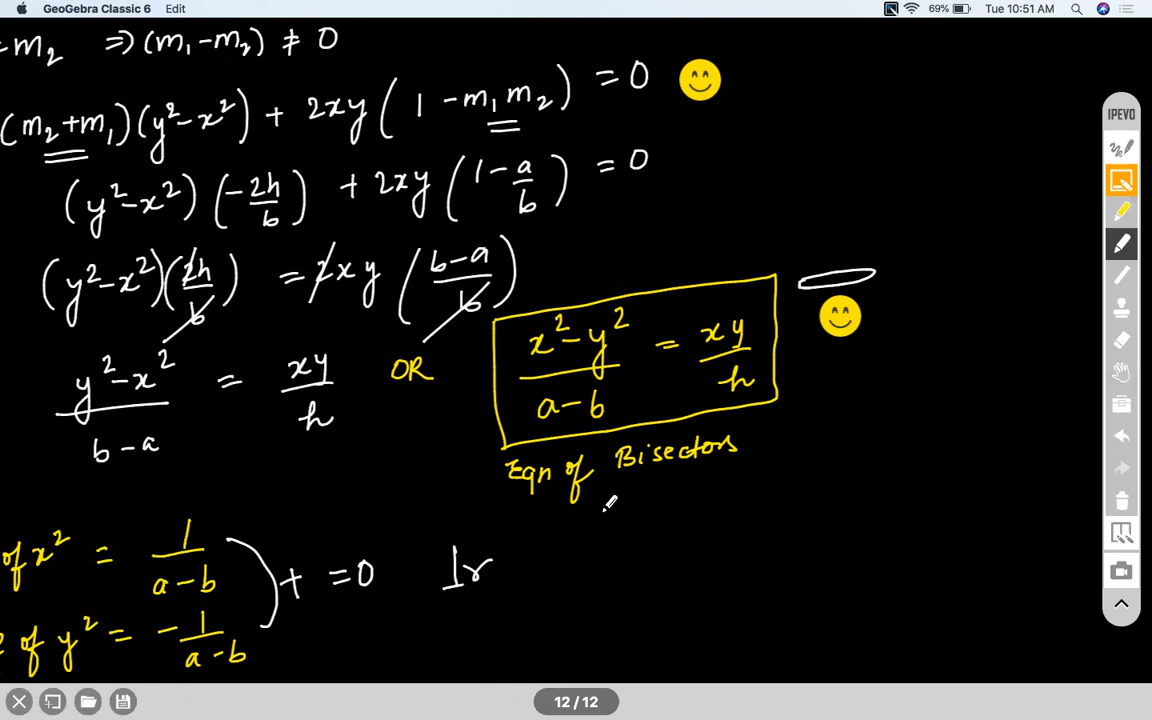 GeoGebra Classic 6 Edit 69% Tue 10:51 AM
-m₂ ⇒ (m₁-m₂) ≠ 0
(m₂+m₁)(y²-x²) + 2xy(1-m₁m₂) = 0
IPEVO
(y²-x²)(-2h/b) + 2xy(1-a/b) = 0
(y²-x²)(2h/b) = 2xy((b-a)/b)
(y²-x²)/(b-a) = xy/h OR (x²-y²)/(a-b) = xy/h
Eqn of Bisectors
of x² = 1/(a-b)
+ = 0 ⊥r
of y² = -1/(a-b)
12/12